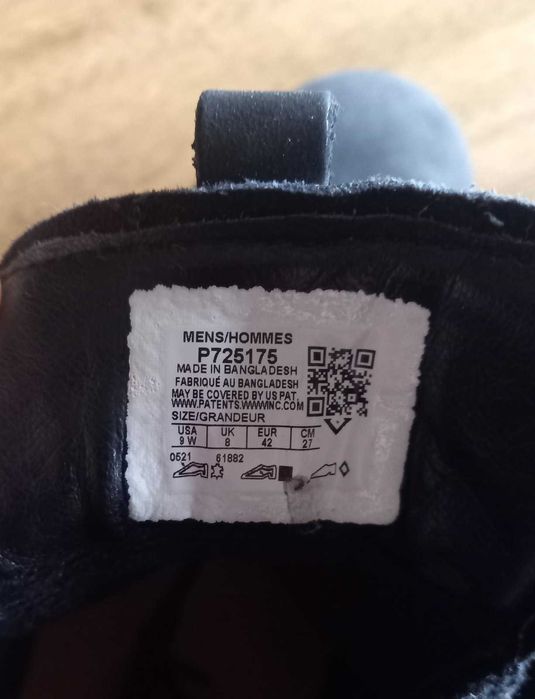 MENS/HOMMES
P725175
MADE IN BANGLADESH
FABRIQUÉ AU BANGLADESH
MAY BE COVERED BY US PAT.
WWW.PATENTS.WWWINC.COM
SIZE/GRANDEUR
USA UK EUR CM
9 W 8 42 27
0521 61882